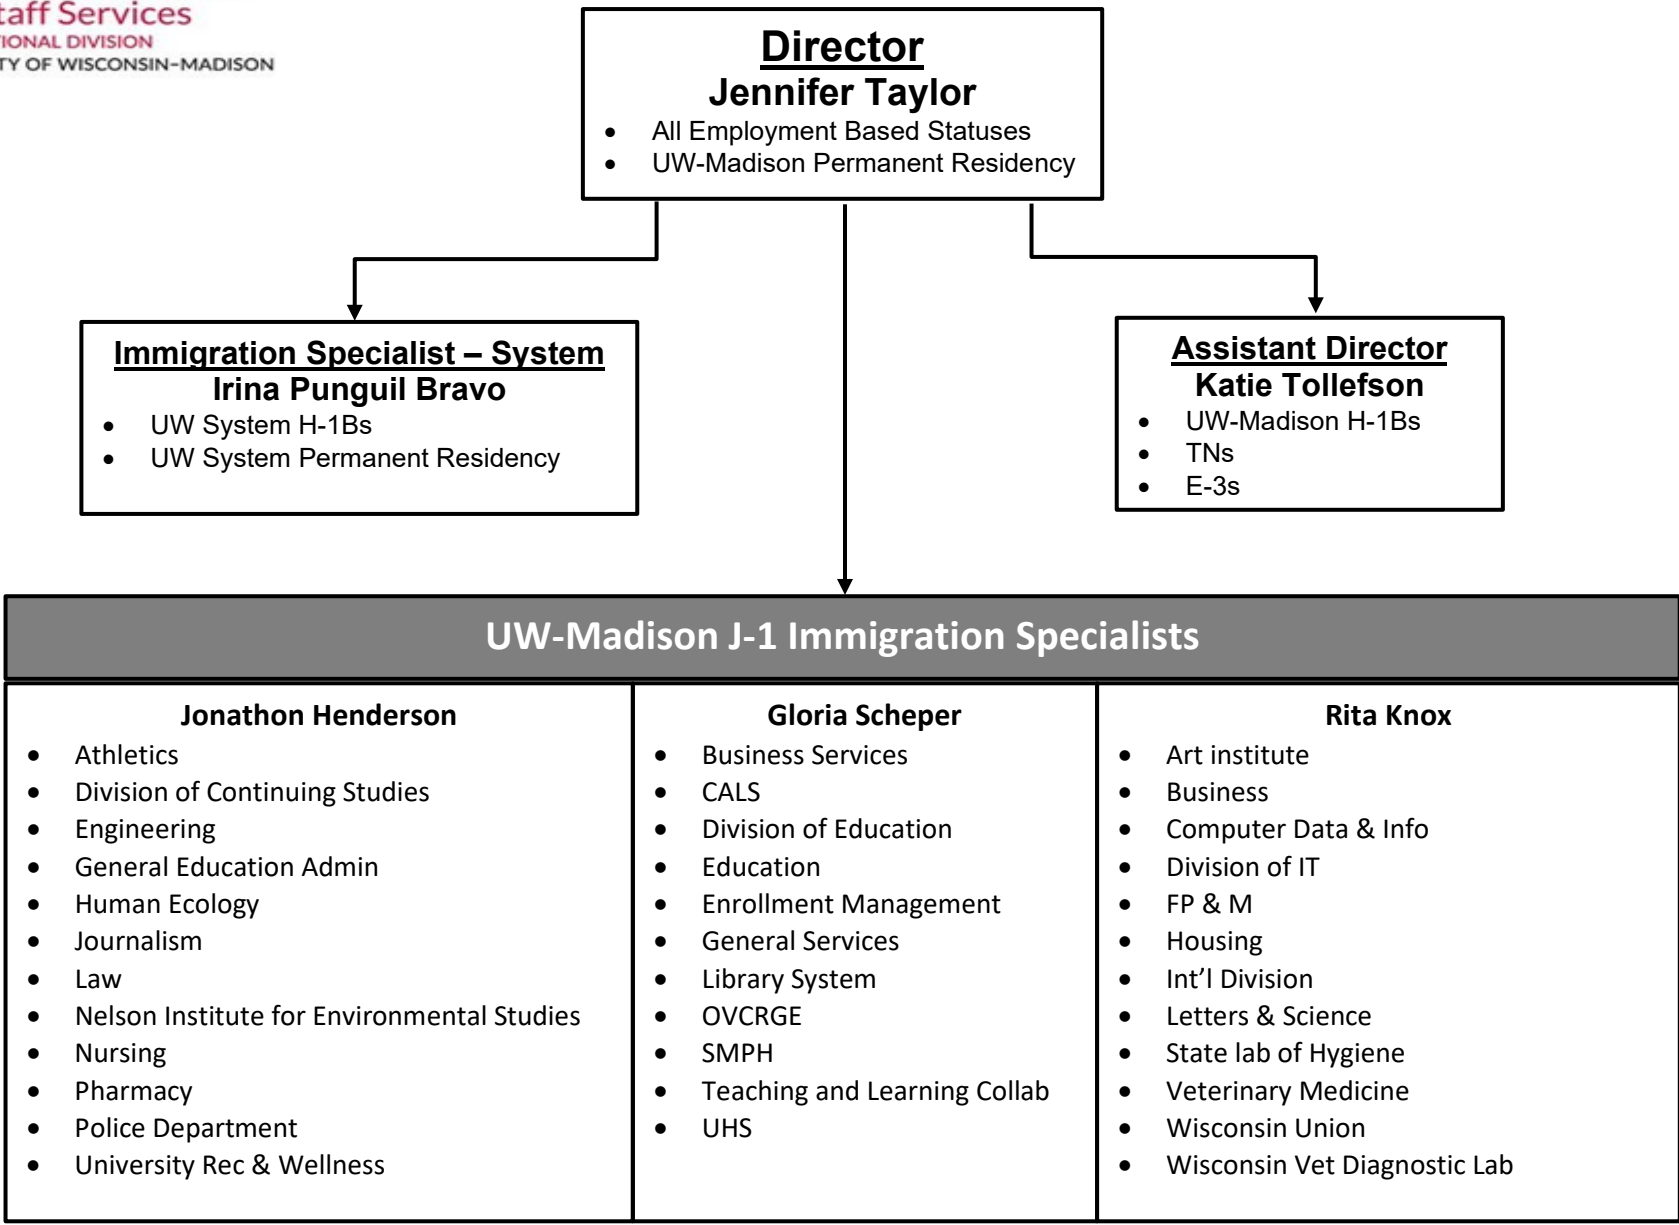 Staff Services
TIONAL DIVISION
TY OF WISCONSIN-MADISON
Director
Jennifer Taylor
• All Employment Based Statuses
• UW-Madison Permanent Residency
Immigration Specialist – System
Irina Punguil Bravo
• UW System H-1Bs
• UW System Permanent Residency
Assistant Director
Katie Tollefson
• UW-Madison H-1Bs
• TNs
• E-3s
UW-Madison J-1 Immigration Specialists
Jonathon Henderson
• Athletics
• Division of Continuing Studies
• Engineering
• General Education Admin
• Human Ecology
• Journalism
• Law
• Nelson Institute for Environmental Studies
• Nursing
• Pharmacy
• Police Department
• University Rec & Wellness
Gloria Scheper
• Business Services
• CALS
• Division of Education
• Education
• Enrollment Management
• General Services
• Library System
• OVCRGE
• SMPH
• Teaching and Learning Collab
• UHS
Rita Knox
• Art institute
• Business
• Computer Data & Info
• Division of IT
• FP & M
• Housing
• Int’l Division
• Letters & Science
• State lab of Hygiene
• Veterinary Medicine
• Wisconsin Union
• Wisconsin Vet Diagnostic Lab